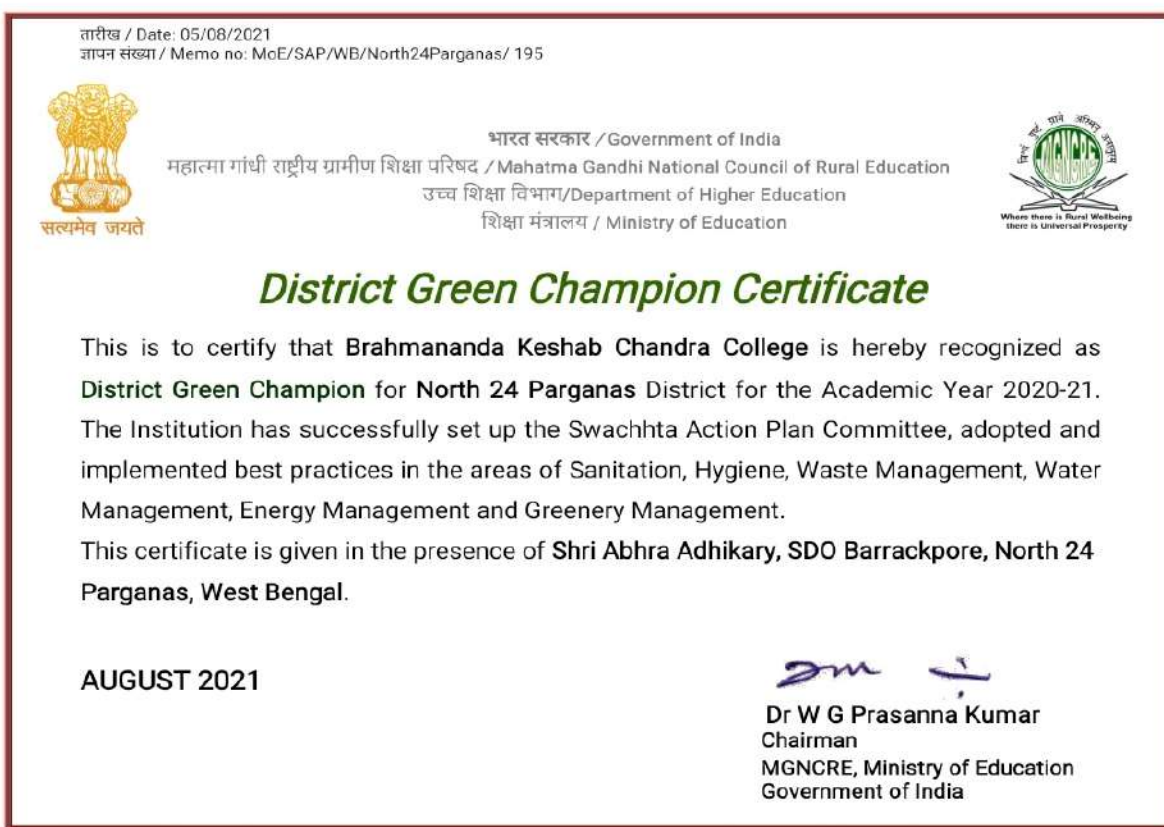 तारीख / Date: 05/08/2021
ज्ञापन संख्या / Memo no: MoE/SAP/WB/North24Parganas/ 195
सत्यमेव जयते
भारत सरकार / Government of India
महात्मा गांधी राष्ट्रीय ग्रामीण शिक्षा परिषद / Mahatma Gandhi National Council of Rural Education
उच्च शिक्षा विभाग/Department of Higher Education
शिक्षा मंत्रालय / Ministry of Education
विश्वं पुष्टं ग्रामे अस्मिन् अनातुरम्
MGNCRE
Where there is Rural Wellbeing
there is Universal Prosperity
District Green Champion Certificate
This is to certify that Brahmananda Keshab Chandra College is hereby recognized as
District Green Champion for North 24 Parganas District for the Academic Year 2020-21.
The Institution has successfully set up the Swachhta Action Plan Committee, adopted and
implemented best practices in the areas of Sanitation, Hygiene, Waste Management, Water
Management, Energy Management and Greenery Management.
This certificate is given in the presence of Shri Abhra Adhikary, SDO Barrackpore, North 24
Parganas, West Bengal.
AUGUST 2021
Dr W G Prasanna Kumar
Chairman
MGNCRE, Ministry of Education
Government of India